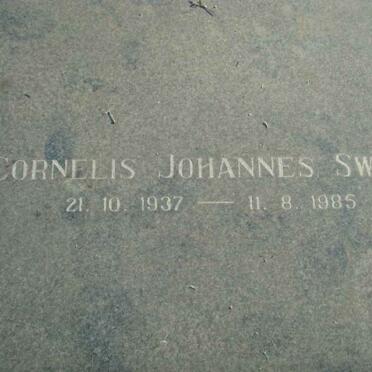 CORNELIS JOHANNES SW
21. 10. 1937 — 11. 8. 1985